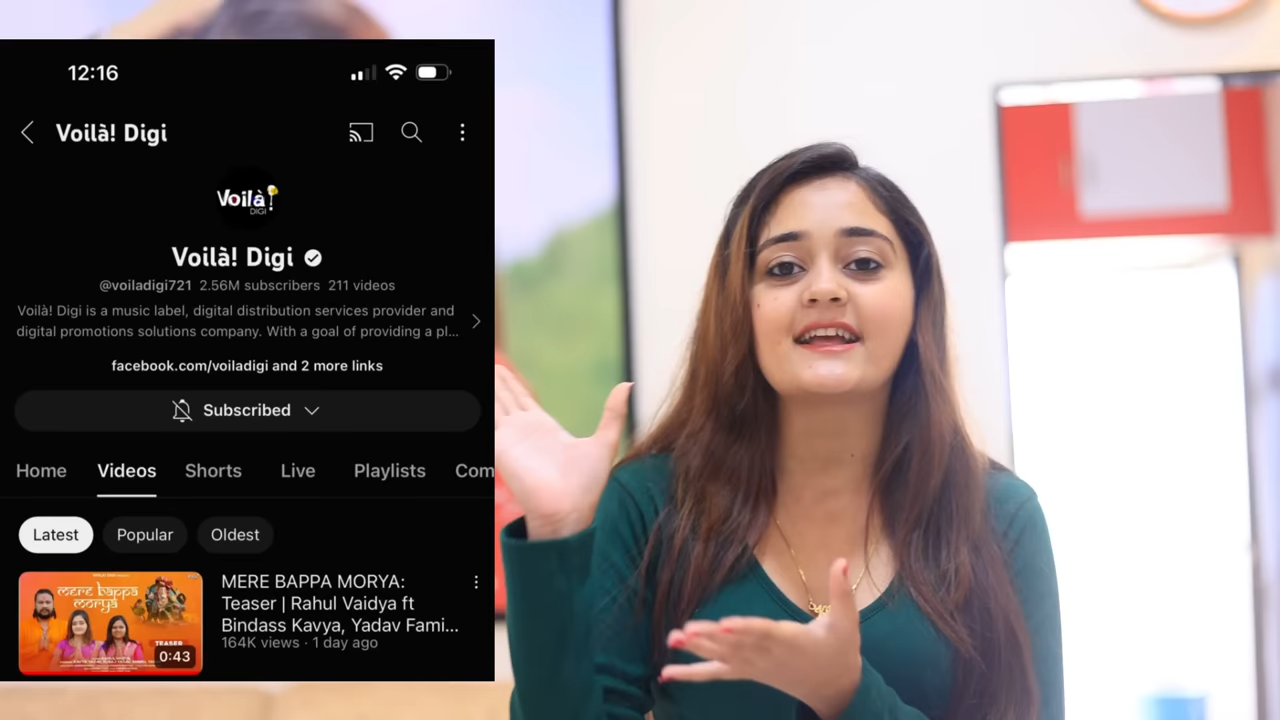 12:16
Voilà! Digi
Voilà!
DIGI
Voilà! Digi
@voiladigi721 2.56M subscribers 211 videos
Voilà! Digi is a music label, digital distribution services provider and
digital promotions solutions company. With a goal of providing a pl...
facebook.com/voiladigi and 2 more links
Subscribed
Home Videos Shorts Live Playlists Com
Latest Popular Oldest
mere bappa
morya
TEASER
0:43
MERE BAPPA MORYA:
Teaser | Rahul Vaidya ft
Bindass Kavya, Yadav Fami...
164K views · 1 day ago